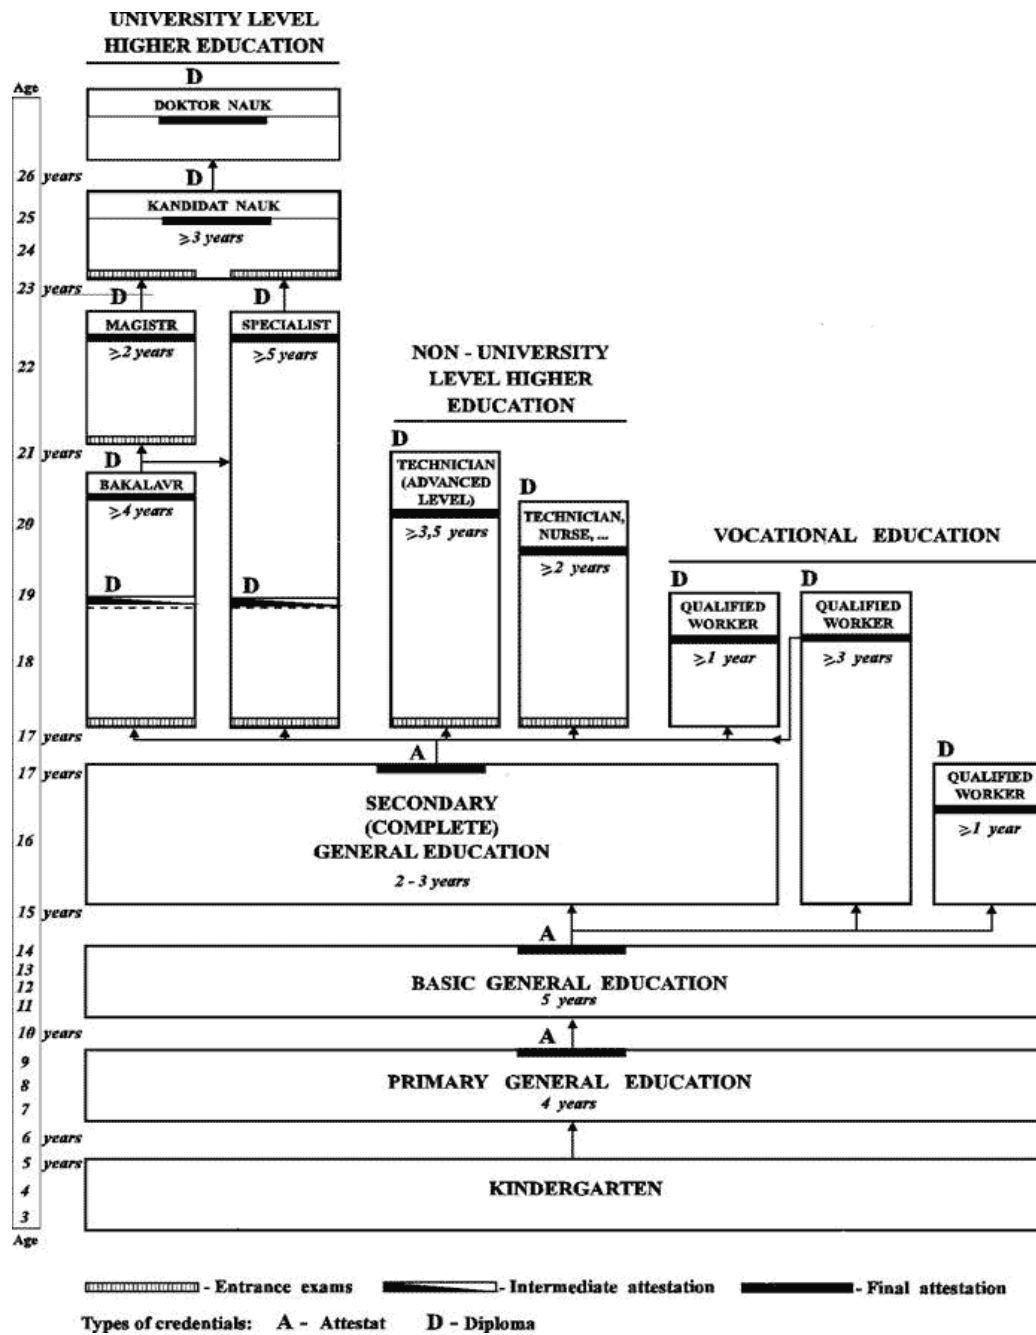 UNIVERSITY LEVEL
HIGHER EDUCATION
D
Age
DOKTOR NAUK
26 years
D
KANDIDAT NAUK
25
⩾3 years
24
23 years
D
D
MAGISTR
SPECIALIST
⩾2 years
⩾5 years
22
NON - UNIVERSITY
LEVEL HIGHER
EDUCATION
21 years
D
D
BAKALAVR
TECHNICIAN
(ADVANCED
LEVEL)
D
⩾4 years
20
⩾3,5 years
TECHNICIAN,
NURSE, ...
⩾2 years
VOCATIONAL EDUCATION
19
D
D
D
D
QUALIFIED
WORKER
QUALIFIED
WORKER
18
⩾1 year
⩾3 years
17 years
A
D
17 years
QUALIFIED
WORKER
SECONDARY
(COMPLETE)
GENERAL EDUCATION
⩾1 year
16
2 - 3 years
15 years
A
14
13
12
11
BASIC GENERAL EDUCATION
5 years
10 years
A
9
8
7
PRIMARY GENERAL EDUCATION
4 years
6 years
5 years
4
3
KINDERGARTEN
Age
- Entrance exams
- Intermediate attestation
- Final attestation
Types of credentials: A - Attestat D - Diploma